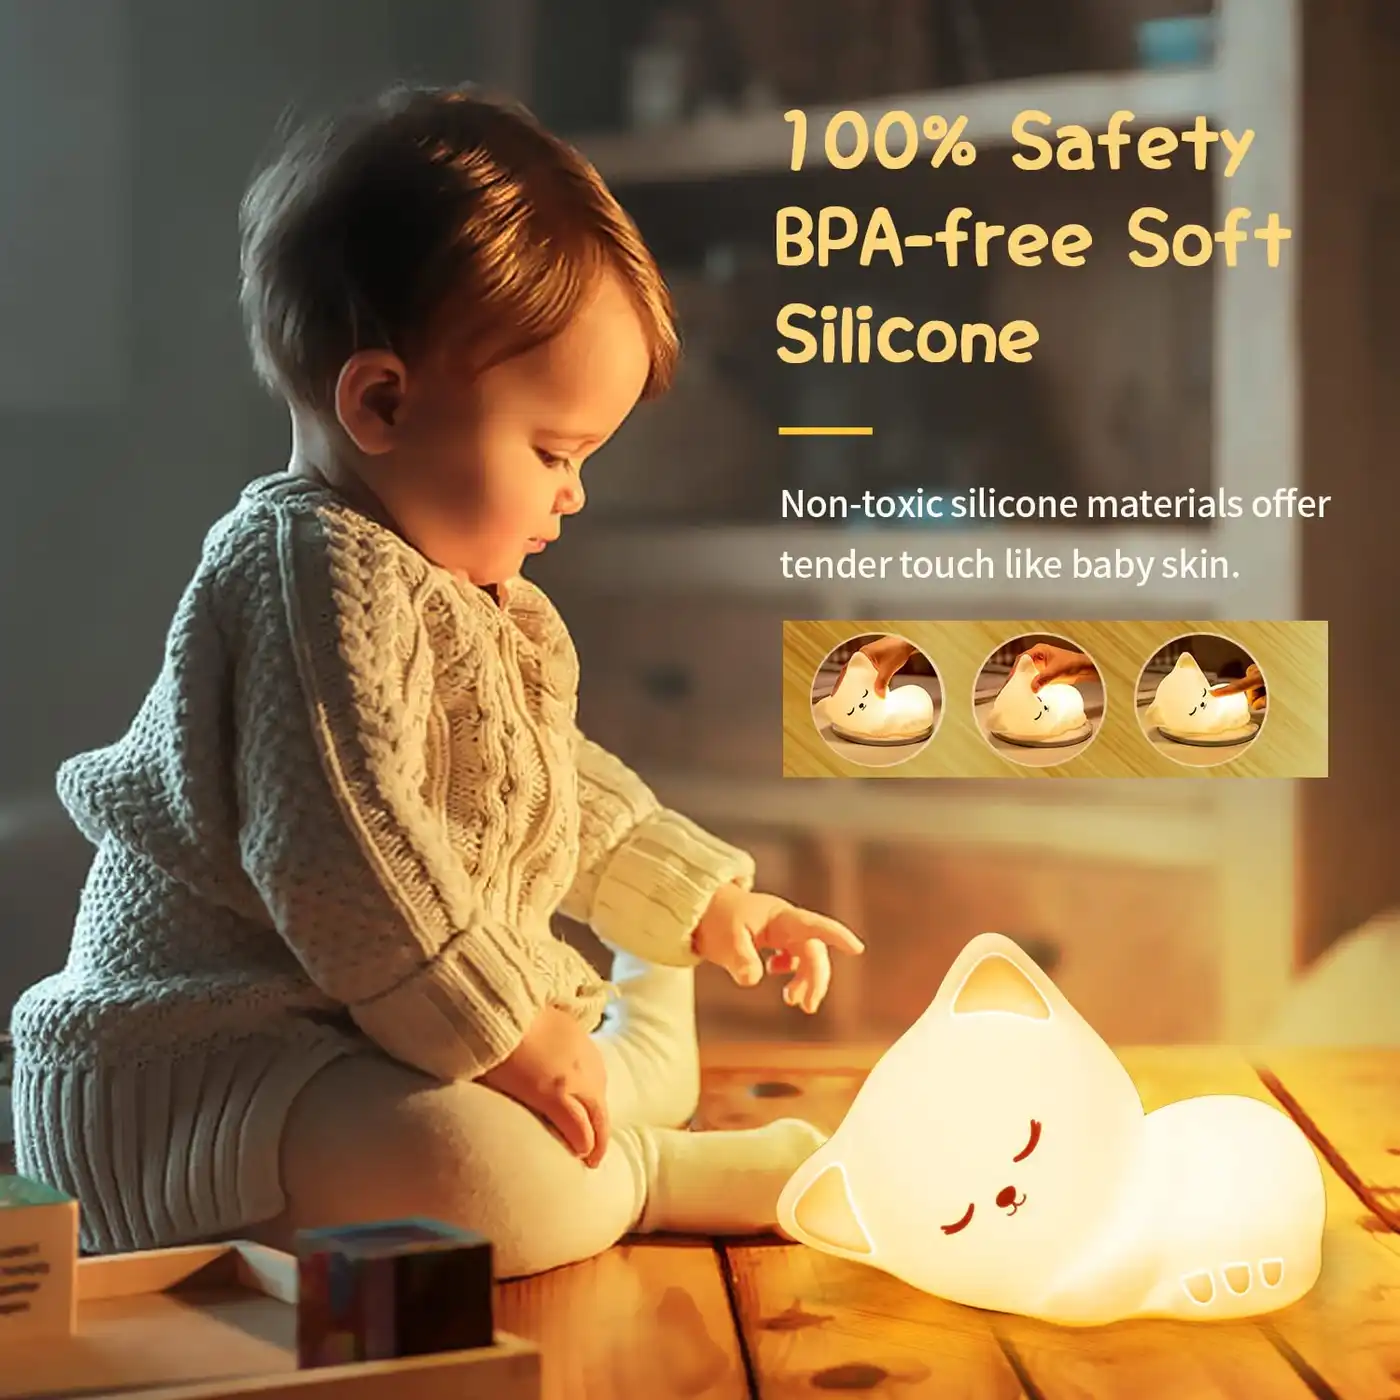 100% Safety
BPA-free Soft
Silicone
Non-toxic silicone materials offer
tender touch like baby skin.